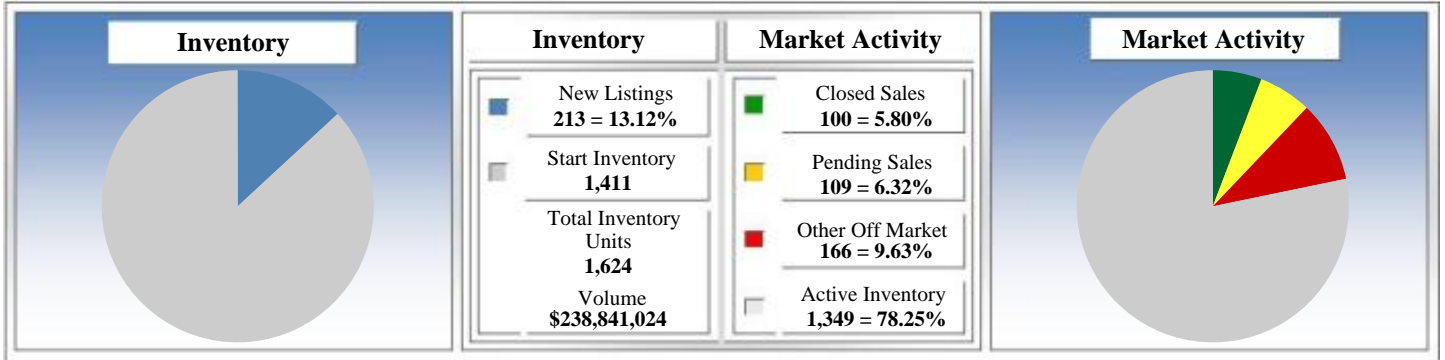 Inventory
Inventory
Market Activity
New Listings
213 = 13.12%
Start Inventory
1,411
Total Inventory
Units
1,624
Volume
$238,841,024
Closed Sales
100 = 5.80%
Pending Sales
109 = 6.32%
Other Off Market
166 = 9.63%
Active Inventory
1,349 = 78.25%
Market Activity